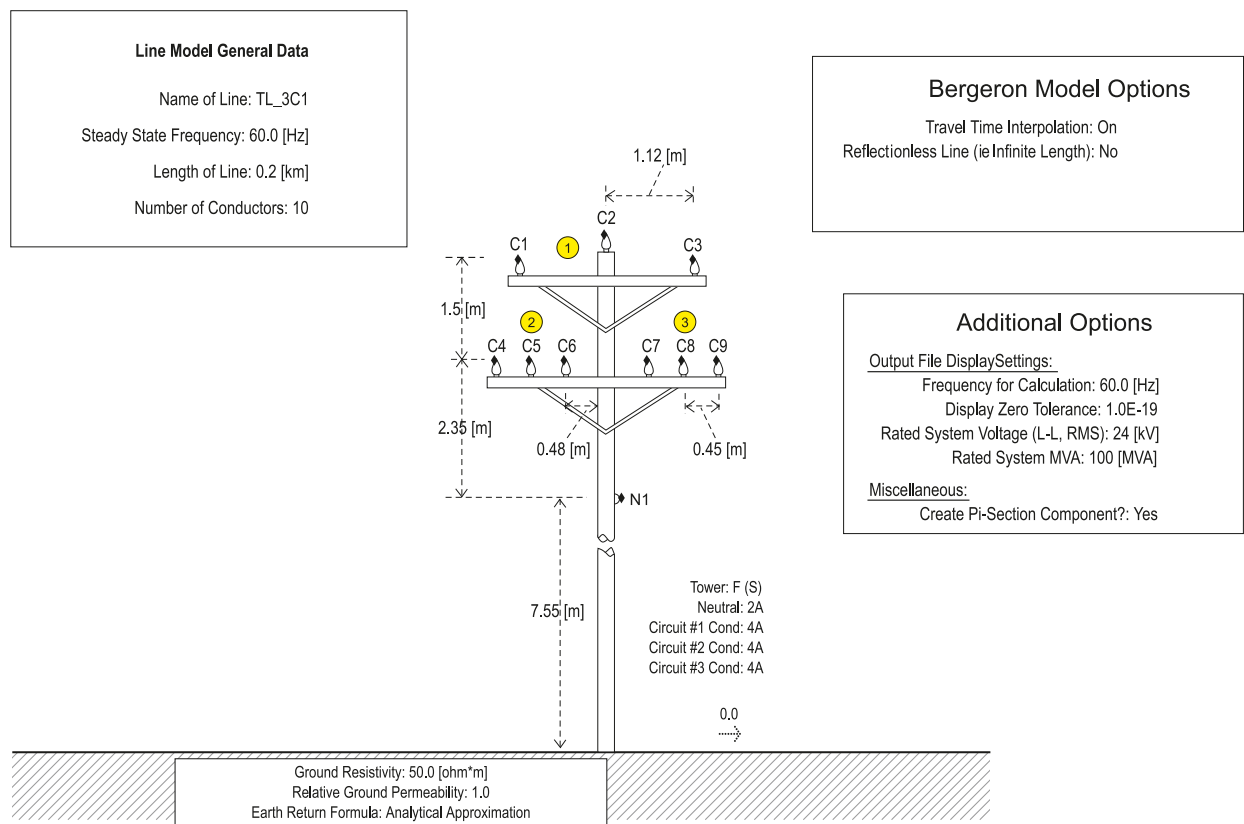 Line Model General Data
Name of Line: TL_3C1
Steady State Frequency: 60.0 [Hz]
Length of Line: 0.2 [km]
Number of Conductors: 10
Bergeron Model Options
Travel Time Interpolation: On
Reflectionless Line (ie Infinite Length): No
1.12 [m]
C2
C1
1
C3
1.5 [m]
2
3
C4 C5 C6 C7 C8 C9
2.35 [m]
0.48 [m]
0.45 [m]
N1
7.55 [m]
Additional Options
Output File DisplaySettings:
Frequency for Calculation: 60.0 [Hz]
Display Zero Tolerance: 1.0E-19
Rated System Voltage (L-L, RMS): 24 [kV]
Rated System MVA: 100 [MVA]
Miscellaneous:
Create Pi-Section Component?: Yes
Tower: F (S)
Neutral: 2A
Circuit #1 Cond: 4A
Circuit #2 Cond: 4A
Circuit #3 Cond: 4A
0.0
Ground Resistivity: 50.0 [ohm*m]
Relative Ground Permeability: 1.0
Earth Return Formula: Analytical Approximation